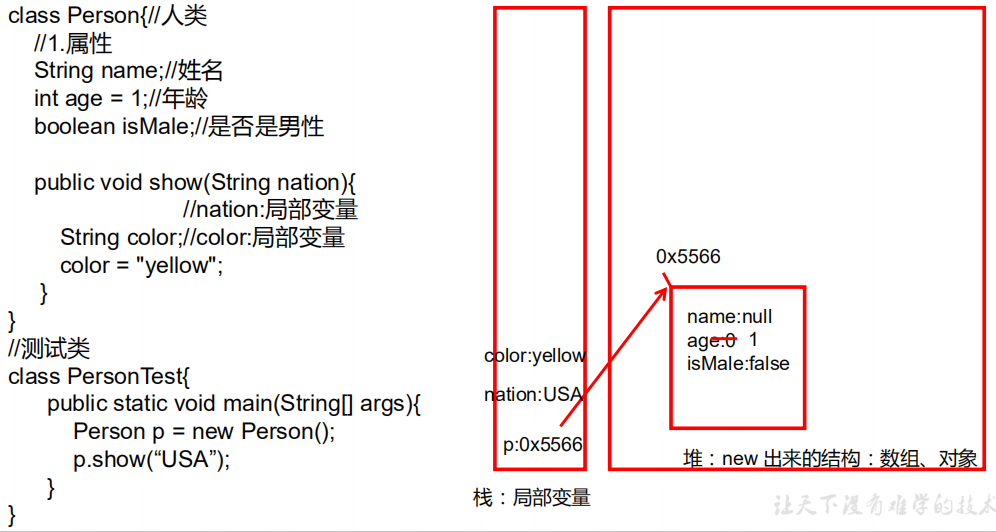 class Person{//人类
//1.属性
String name;//姓名
int age = 1;//年龄
boolean isMale;//是否是男性
public void show(String nation){
//nation:局部变量
String color;//color:局部变量
color = "yellow";
}
}
//测试类
class PersonTest{
public static void main(String[] args){
Person p = new Person();
p.show(“USA”);
}
}
color:yellow
nation:USA
p:0x5566
栈：局部变量
0x5566
name:null
age:0 1
isMale:false
堆：new 出来的结构：数组、对象
让天下没有难学的技术